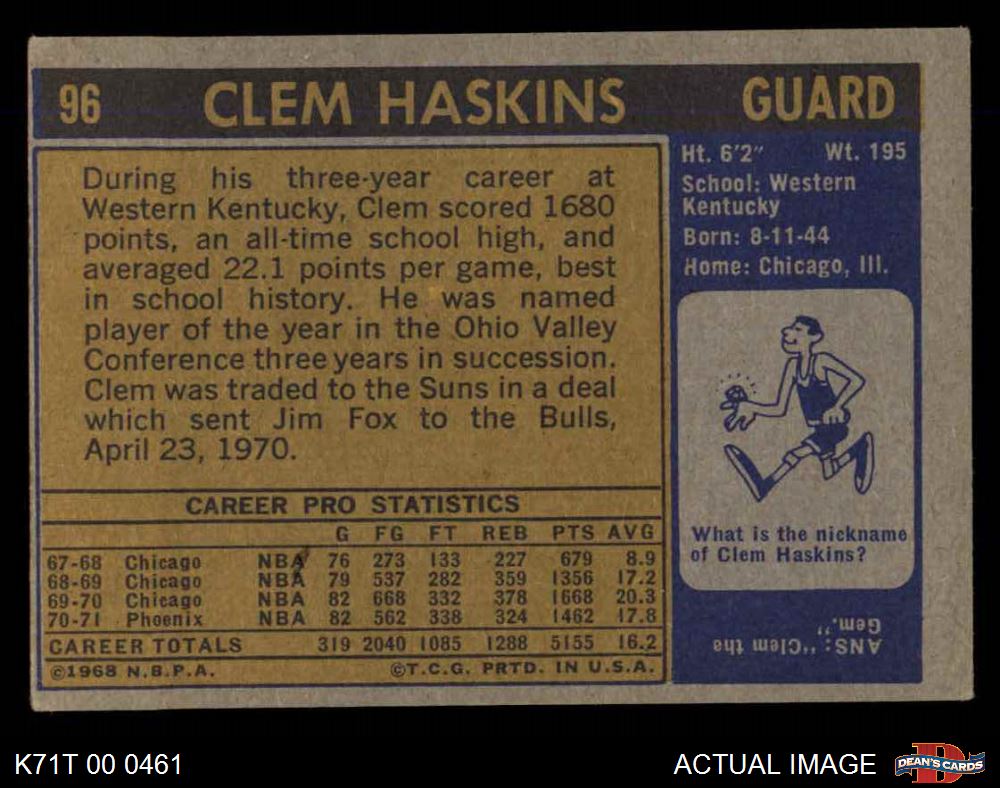 96 CLEM HASKINS GUARD
During his three-year career at
Western Kentucky, Clem scored 1680
points, an all-time school high, and
averaged 22.1 points per game, best
in school history. He was named
player of the year in the Ohio Valley
Conference three years in succession.
Clem was traded to the Suns in a deal
which sent Jim Fox to the Bulls,
April 23, 1970.
CAREER PRO STATISTICS
G FG FT REB PTS AVG
67-68 Chicago NBA 76 273 133 227 679 8.9
68-69 Chicago NBA 79 537 282 359 1356 17.2
69-70 Chicago NBA 82 668 332 378 1668 20.3
70-71 Phoenix NBA 82 562 338 324 1462 17.8
CAREER TOTALS 319 2040 1085 1288 5155 16.2
©1968 N.B.P.A. ©T.C.G. PRTD. IN U.S.A.
Ht. 6'2" Wt. 195
School: Western
Kentucky
Born: 8-11-44
Home: Chicago, Ill.
What is the nickname
of Clem Haskins?
ANS: "Clem the
Gem."
K71T 00 0461 ACTUAL IMAGE
D
DEAN'S CARDS